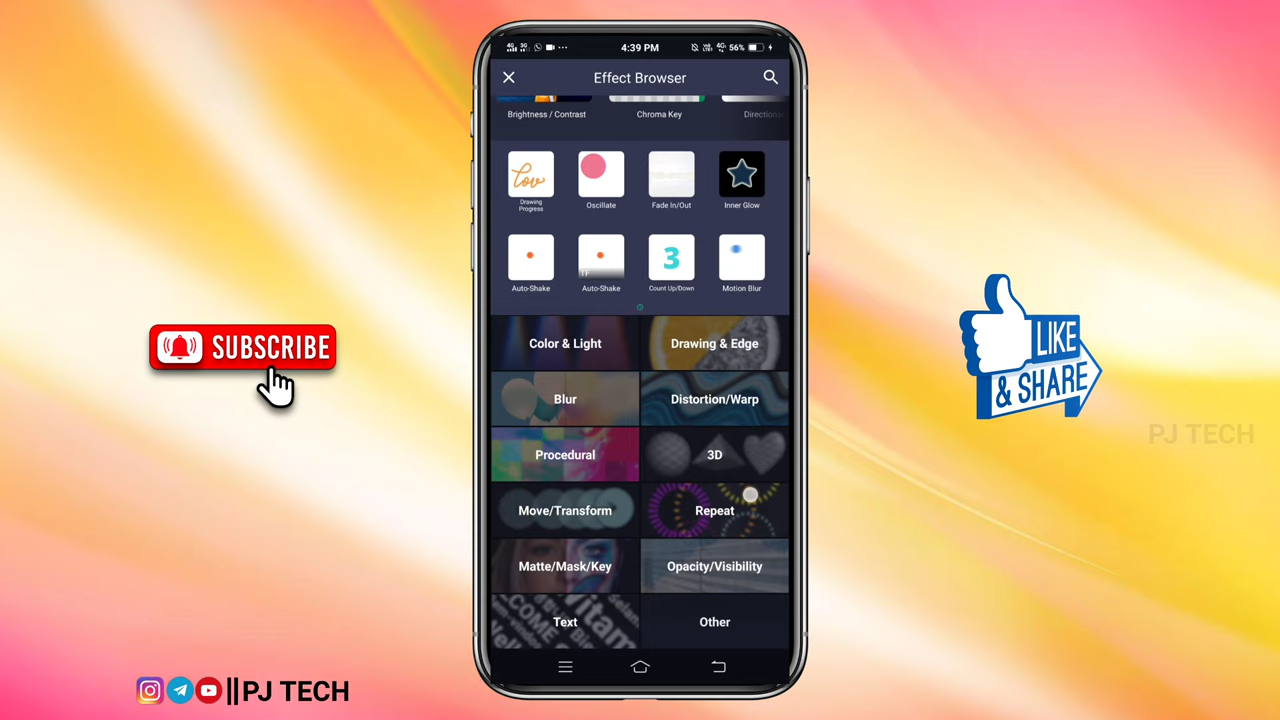 4:39 PM
56%
Effect Browser
Brightness / Contrast
Chroma Key
Directiona
lov
Drawing
Progress
Oscillate
Fade In/Out
Inner Glow
3
Auto-Shake
Auto-Shake
Count Up/Down
Motion Blur
Color & Light
Drawing & Edge
Blur
Distortion/Warp
Procedural
3D
Move/Transform
Repeat
Matte/Mask/Key
Opacity/Visibility
Text
Other
SUBSCRIBE
LIKE
& SHARE
PJ TECH
||PJ TECH